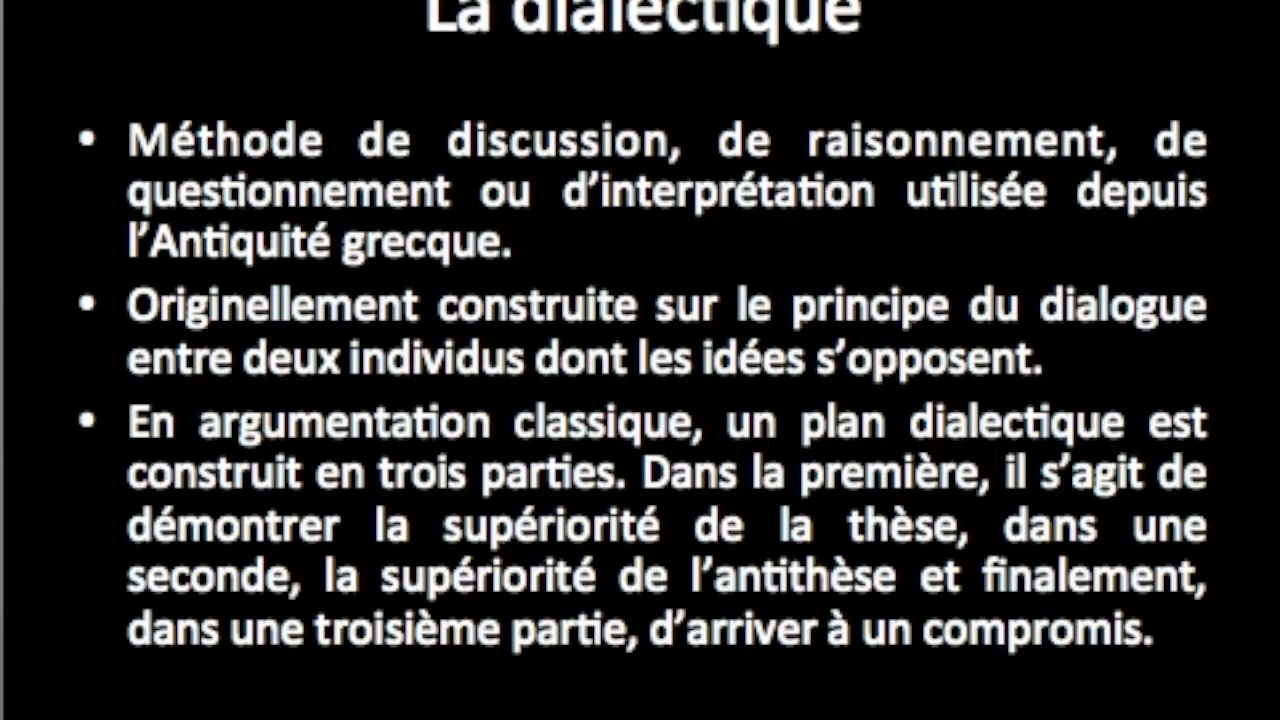 La dialectique
• Méthode de discussion, de raisonnement, de
questionnement ou d’interprétation utilisée depuis
l’Antiquité grecque.
• Originellement construite sur le principe du dialogue
entre deux individus dont les idées s’opposent.
• En argumentation classique, un plan dialectique est
construit en trois parties. Dans la première, il s’agit de
démontrer la supériorité de la thèse, dans une
seconde, la supériorité de l’antithèse et finalement,
dans une troisième partie, d’arriver à un compromis.